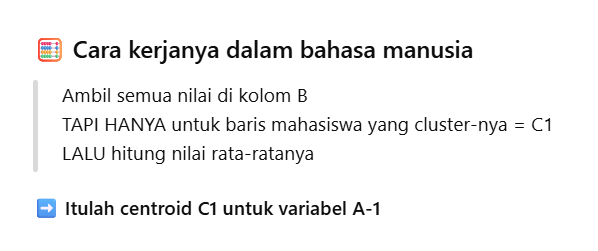 Cara kerjanya dalam bahasa manusia
Ambil semua nilai di kolom B
TAPI HANYA untuk baris mahasiswa yang cluster-nya = C1
LALU hitung nilai rata-ratanya
Itulah centroid C1 untuk variabel A-1